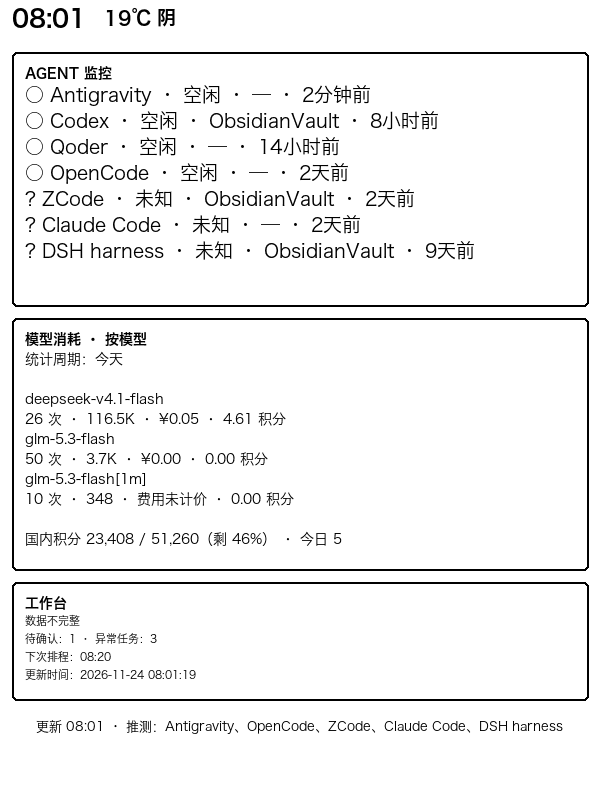 08:01 19℃ 阴
AGENT 监控
○ Antigravity · 空闲 · — · 2分钟前
○ Codex · 空闲 · ObsidianVault · 8小时前
○ Qoder · 空闲 · — · 14小时前
○ OpenCode · 空闲 · — · 2天前
? ZCode · 未知 · ObsidianVault · 2天前
? Claude Code · 未知 · — · 2天前
? DSH harness · 未知 · ObsidianVault · 9天前
模型消耗 · 按模型
统计周期：今天
deepseek-v4.1-flash
26 次 · 116.5K · ¥0.05 · 4.61 积分
glm-5.3-flash
50 次 · 3.7K · ¥0.00 · 0.00 积分
glm-5.3-flash[1m]
10 次 · 348 · 费用未计价 · 0.00 积分
国内积分 23,408 / 51,260（剩 46%） · 今日 5
工作台
数据不完整
待确认：1 · 异常任务：3
下次排程：08:20
更新时间：2026-11-24 08:01:19
更新 08:01 · 推测：Antigravity、OpenCode、ZCode、Claude Code、DSH harness